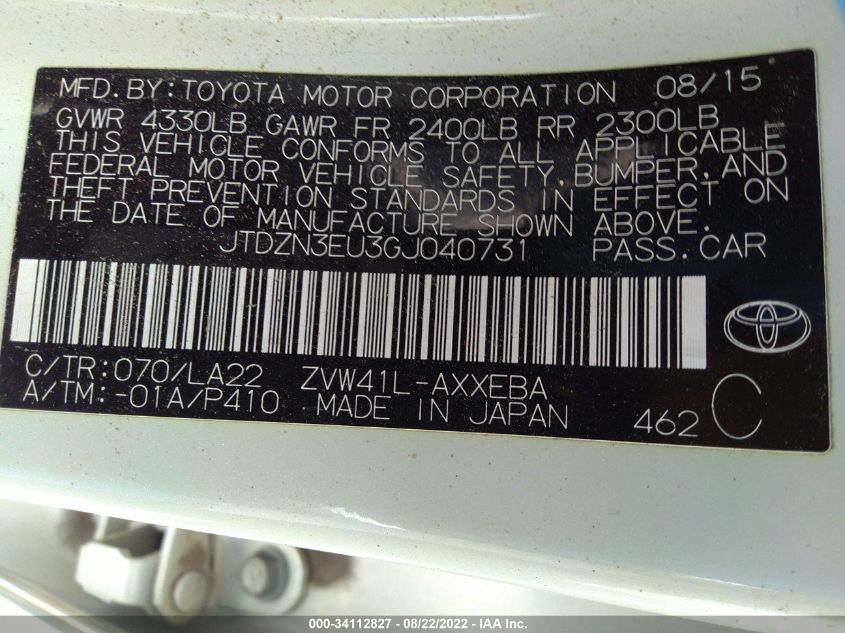 MFD. BY: TOYOTA MOTOR CORPORATION 08/15
GVWR 4330LB GAWR FR 2400LB RR 2300LB
THIS VEHICLE CONFORMS TO ALL APPLICABLE
FEDERAL MOTOR VEHICLE SAFETY, BUMPER, AND
THEFT PREVENTION STANDARDS IN EFFECT ON
THE DATE OF MANUFACTURE SHOWN ABOVE.
JTDZN3EU3GJ040731 PASS. CAR
C/TR: 070/LA22 ZVW41L-AXXEBA
A/TM: -01A/P410 MADE IN JAPAN 462 C
000-34112827 - 08/22/2022 - IAA Inc.